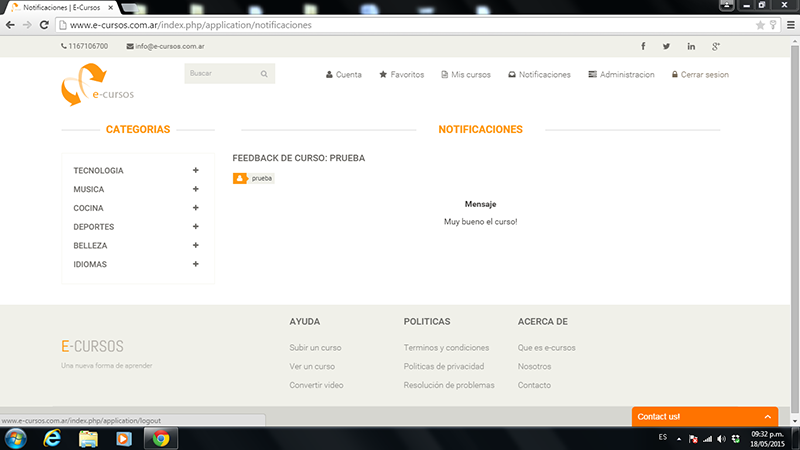 Notificaciones | E-Cursos
www.e-cursos.com.ar/index.php/application/notificaciones
1167106700
info@e-cursos.com.ar
e-cursos
Buscar
Cuenta
Favoritos
Mis cursos
Notificaciones
Administracion
Cerrar sesion
CATEGORIAS
NOTIFICACIONES
TECNOLOGIA
MUSICA
COCINA
DEPORTES
BELLEZA
IDIOMAS
FEEDBACK DE CURSO: PRUEBA
prueba
Mensaje
Muy bueno el curso!
E-CURSOS
Una nueva forma de aprender
AYUDA
Subir un curso
Ver un curso
Convertir video
POLITICAS
Terminos y condiciones
Politicas de privacidad
Resolución de problemas
ACERCA DE
Que es e-cursos
Nosotros
Contacto
www.e-cursos.com.ar/index.php/application/logout
Contact us!
ES
09:32 p.m.
18/05/2015